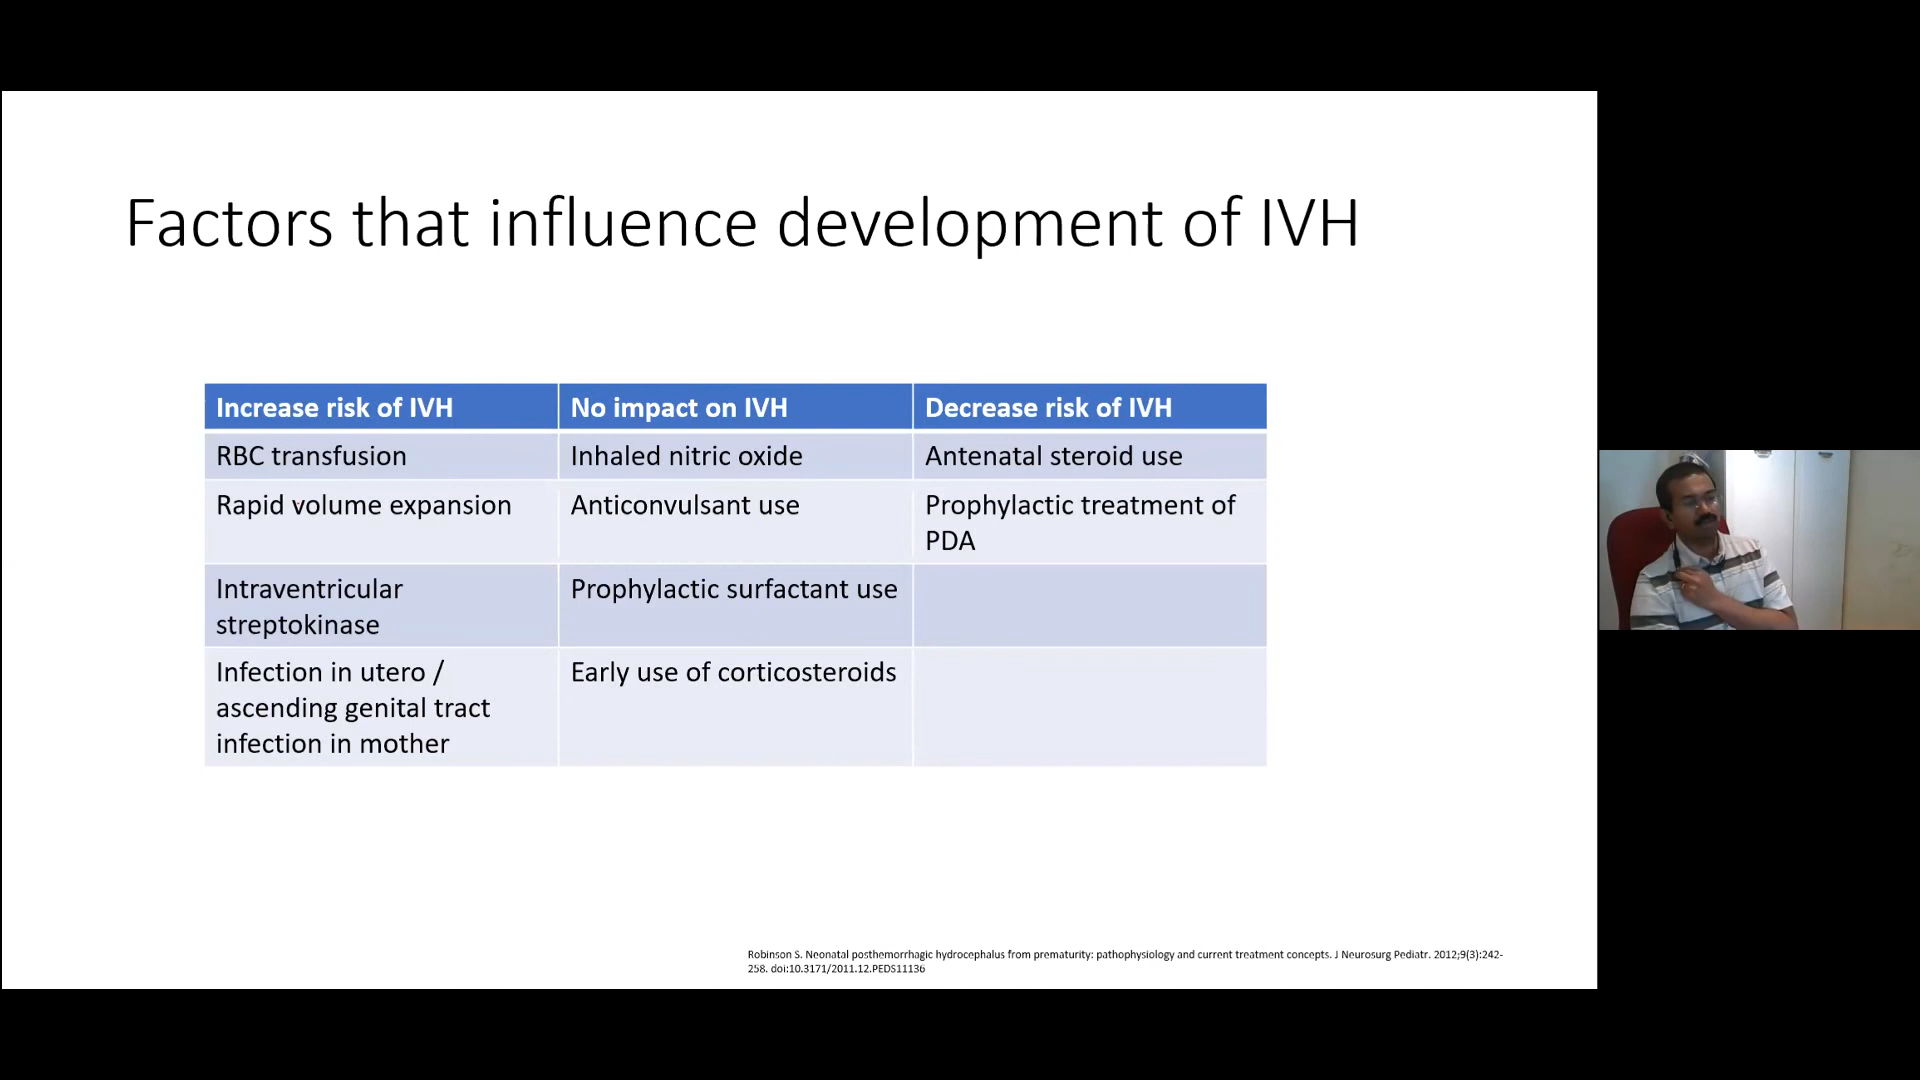 Factors that influence development of IVH
Increase risk of IVH
No impact on IVH
Decrease risk of IVH
RBC transfusion
Inhaled nitric oxide
Antenatal steroid use
Rapid volume expansion
Anticonvulsant use
Prophylactic treatment of
PDA
Intraventricular
streptokinase
Prophylactic surfactant use
Infection in utero /
ascending genital tract
infection in mother
Early use of corticosteroids
Robinson S. Neonatal posthemorrhagic hydrocephalus from prematurity: pathophysiology and current treatment concepts. J Neurosurg Pediatr. 2012;9(3):242-
258. doi:10.3171/2011.12.PEDS11136